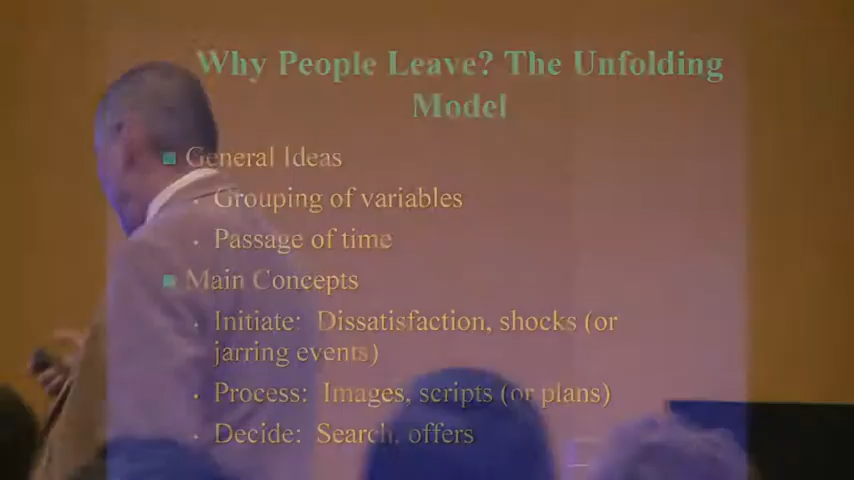 Why People Leave? The Unfolding
Model
General Ideas
Grouping of variables
Passage of time
Main Concepts
Initiate: Dissatisfaction, shocks (or
jarring events)
Process: Images, scripts (or plans)
Decide: Search, offers